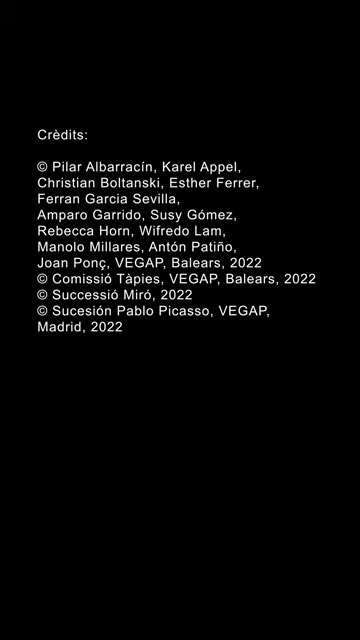 Crèdits:
© Pilar Albarracín, Karel Appel,
Christian Boltanski, Esther Ferrer,
Ferran Garcia Sevilla,
Amparo Garrido, Susy Gómez,
Rebecca Horn, Wifredo Lam,
Manolo Millares, Antón Patiño,
Joan Ponç, VEGAP, Balears, 2022
© Comissió Tàpies, VEGAP, Balears, 2022
© Successió Miró, 2022
© Sucesión Pablo Picasso, VEGAP,
Madrid, 2022